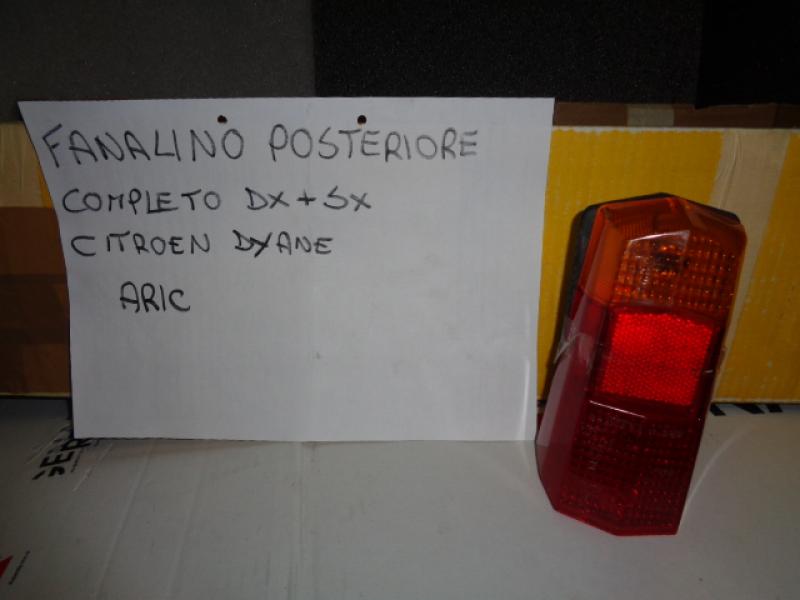 FANALINO POSTERIORE
COMPLETO DX + SX
CITROEN DYANE
ARIC